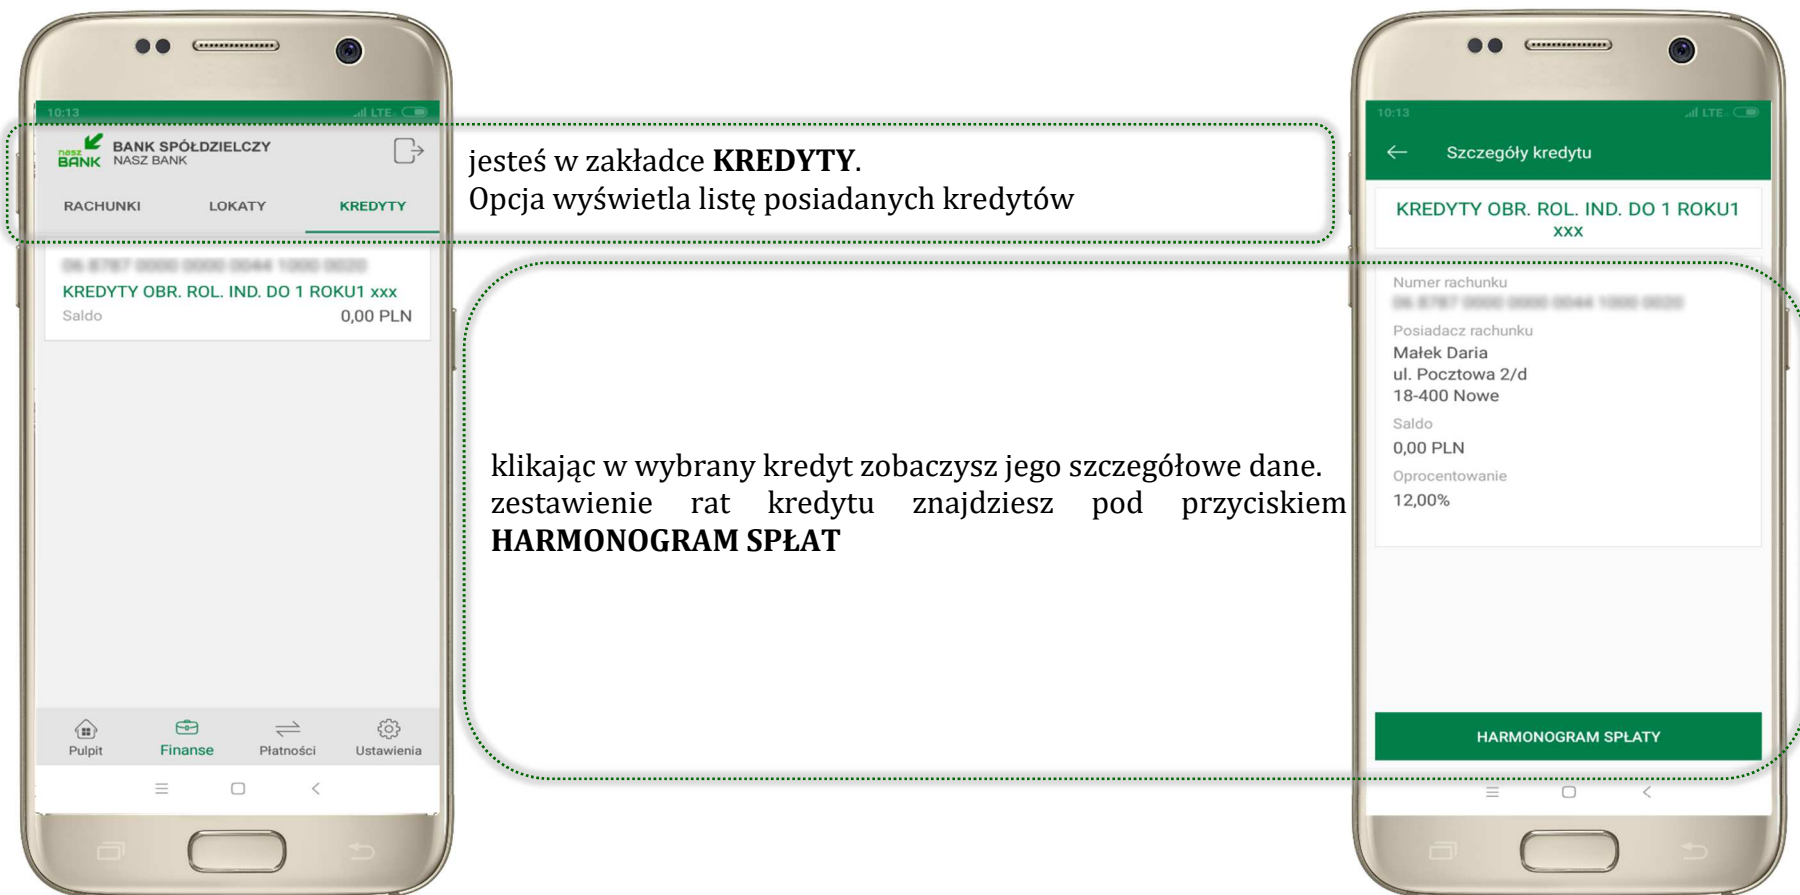 10:13
LTE
nasz
BANK
BANK SPÓŁDZIELCZY
NASZ BANK
RACHUNKI LOKATY KREDYTY
KREDYTY OBR. ROL. IND. DO 1 ROKU1 xxx
Saldo 0,00 PLN
Pulpit Finanse Płatności Ustawienia
jesteś w zakładce KREDYTY.
Opcja wyświetla listę posiadanych kredytów
klikając w wybrany kredyt zobaczysz jego szczegółowe dane.
zestawienie rat kredytu znajdziesz pod przyciskiem
HARMONOGRAM SPŁAT
10:13
LTE
Szczegóły kredytu
KREDYTY OBR. ROL. IND. DO 1 ROKU1
xxx
Numer rachunku
Posiadacz rachunku
Małek Daria
ul. Pocztowa 2/d
18-400 Nowe
Saldo
0,00 PLN
Oprocentowanie
12,00%
HARMONOGRAM SPŁATY